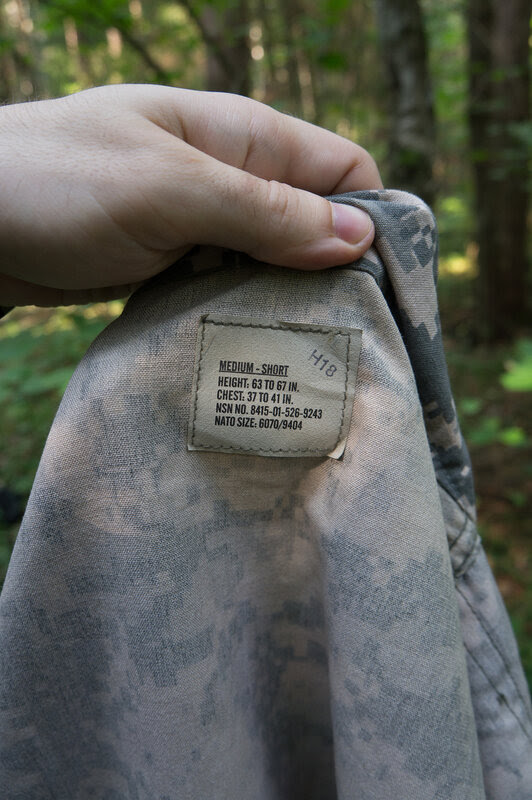 H18
MEDIUM - SHORT
HEIGHT: 63 TO 67 IN.
CHEST: 37 TO 41 IN.
NSN NO. 8415-01-526-9243
NATO SIZE: 6070/9404